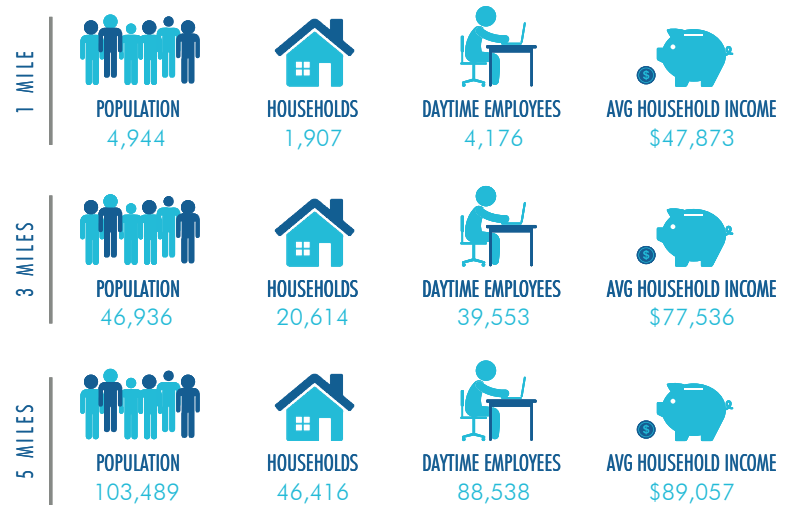 1 MILE
POPULATION
4,944
HOUSEHOLDS
1,907
DAYTIME EMPLOYEES
4,176
$
AVG HOUSEHOLD INCOME
$47,873
3 MILES
POPULATION
46,936
HOUSEHOLDS
20,614
DAYTIME EMPLOYEES
39,553
$
AVG HOUSEHOLD INCOME
$77,536
5 MILES
POPULATION
103,489
HOUSEHOLDS
46,416
DAYTIME EMPLOYEES
88,538
$
AVG HOUSEHOLD INCOME
$89,057